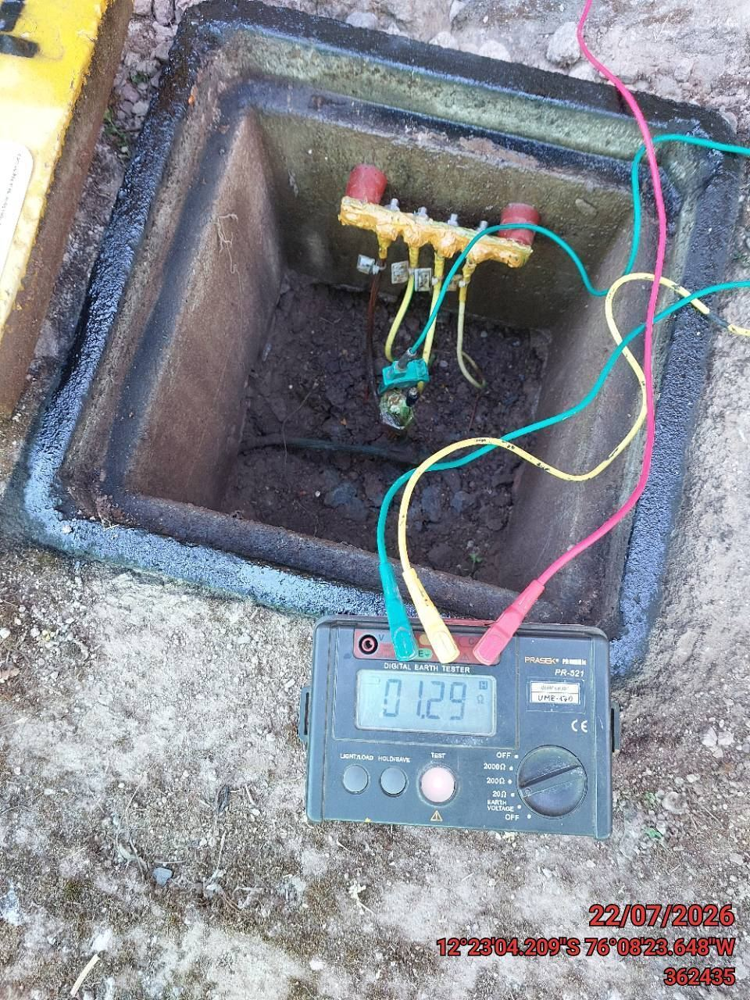 DIGITAL EARTH TESTER
PRASEK® PREMIUM
PR-521
UME-170
CE
01.29
Ω
H
V
E
LIGHT/LOAD HOLD/SAVE TEST
OFF
2000Ω
200Ω
20Ω
EARTH
VOLTAGE
OFF
22/07/2026
12°23'04.209"S 76°08'23.648"W
362435